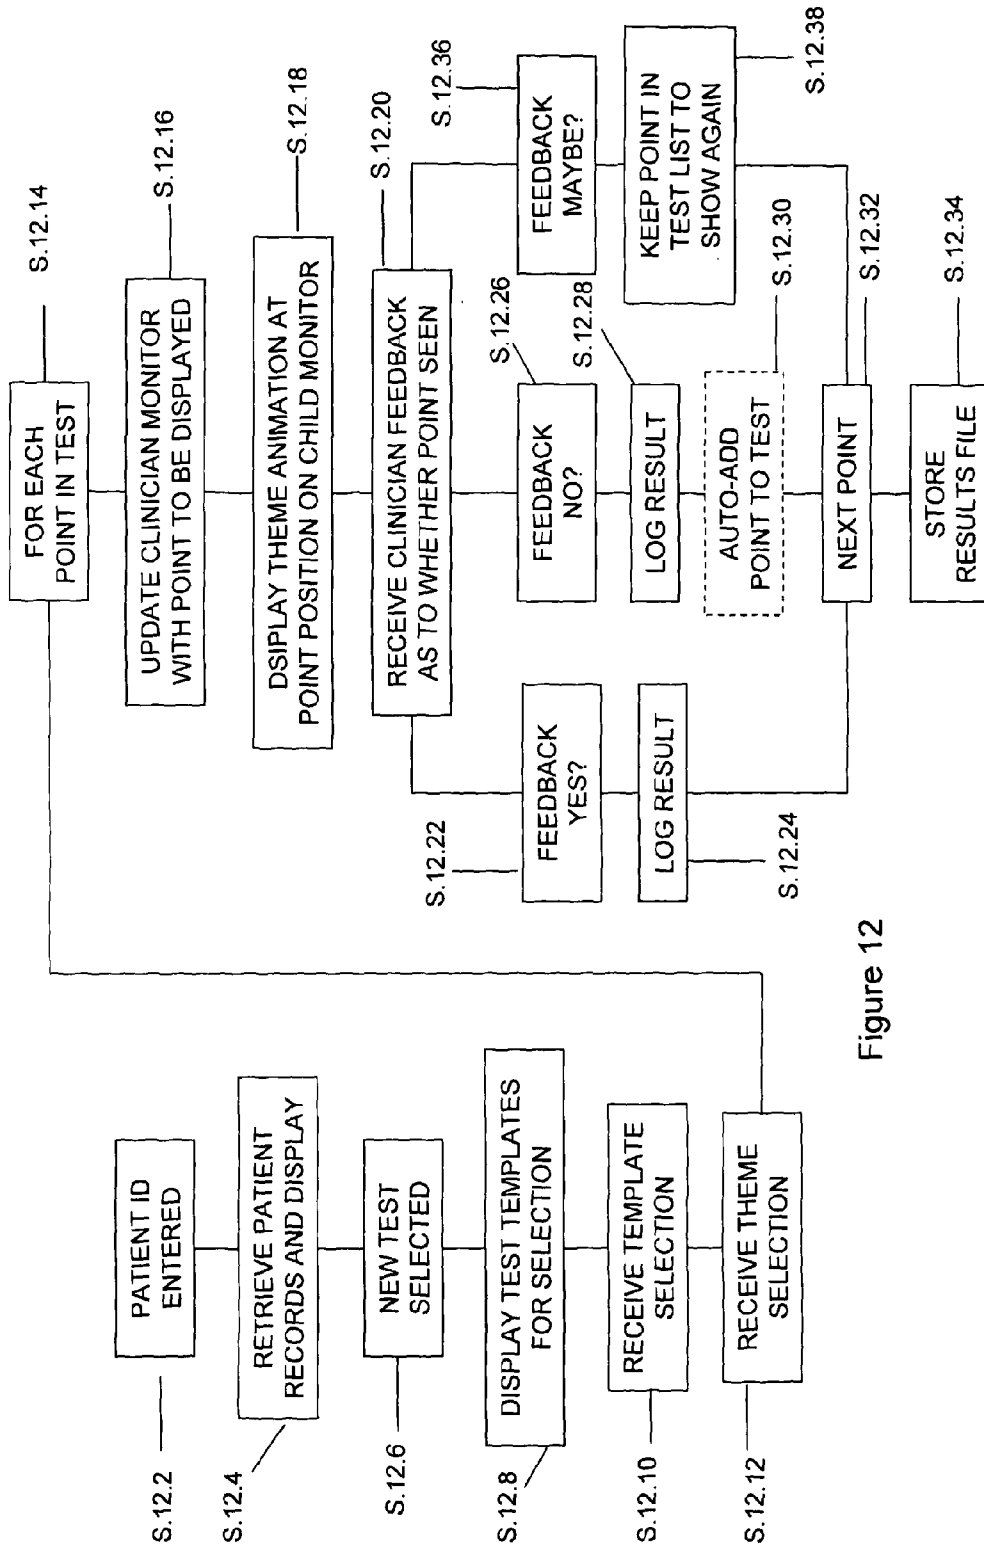 S.12.2
PATIENT ID
ENTERED
S.12.4
RETRIEVE PATIENT
RECORDS AND DISPLAY
S.12.6
NEW TEST
SELECTED
S.12.8
DISPLAY TEST TEMPLATES
FOR SELECTION
S.12.10
RECEIVE TEMPLATE
SELECTION
S.12.12
RECEIVE THEME
SELECTION
FOR EACH
POINT IN TEST
S.12.14
UPDATE CLINICIAN MONITOR
WITH POINT TO BE DISPLAYED
S.12.16
DSIPLAY THEME ANIMATION AT
POINT POSITION ON CHILD MONITOR
S.12.18
RECEIVE CLINICIAN FEEDBACK
AS TO WHETHER POINT SEEN
S.12.20
S.12.22
FEEDBACK
YES?
LOG RESULT
S.12.24
S.12.26
FEEDBACK
NO?
S.12.28
LOG RESULT
AUTO-ADD
POINT TO TEST
S.12.30
S.12.36
FEEDBACK
MAYBE?
KEEP POINT IN
TEST LIST TO
SHOW AGAIN
S.12.38
NEXT POINT
S.12.32
STORE
RESULTS FILE
S.12.34
Figure 12